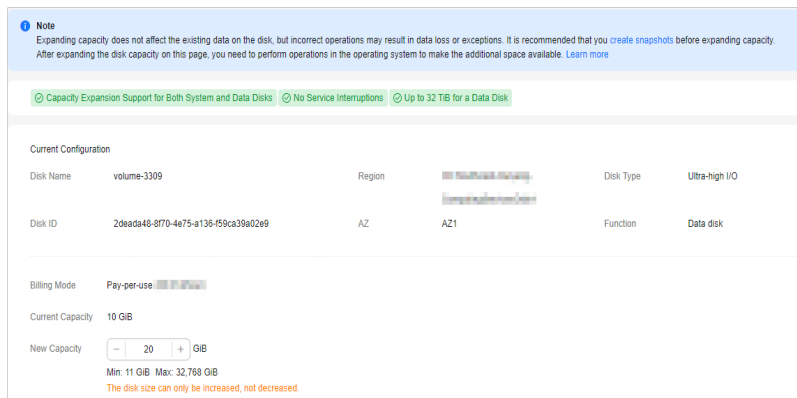 Note
Expanding capacity does not affect the existing data on the disk, but incorrect operations may result in data loss or exceptions. It is recommended that you create snapshots before expanding capacity.
After expanding the disk capacity on this page, you need to perform operations in the operating system to make the additional space available. Learn more
Capacity Expansion Support for Both System and Data Disks No Service Interruptions Up to 32 TiB for a Data Disk
Current Configuration
Disk Name volume-3309 Region Disk Type Ultra-high I/O
Disk ID 2deada48-8f70-4e75-a136-f59ca39a02e9 AZ AZ1 Function Data disk
Billing Mode Pay-per-use
Current Capacity 10 GiB
New Capacity − 20 + GiB
Min: 11 GiB Max: 32,768 GiB
The disk size can only be increased, not decreased.